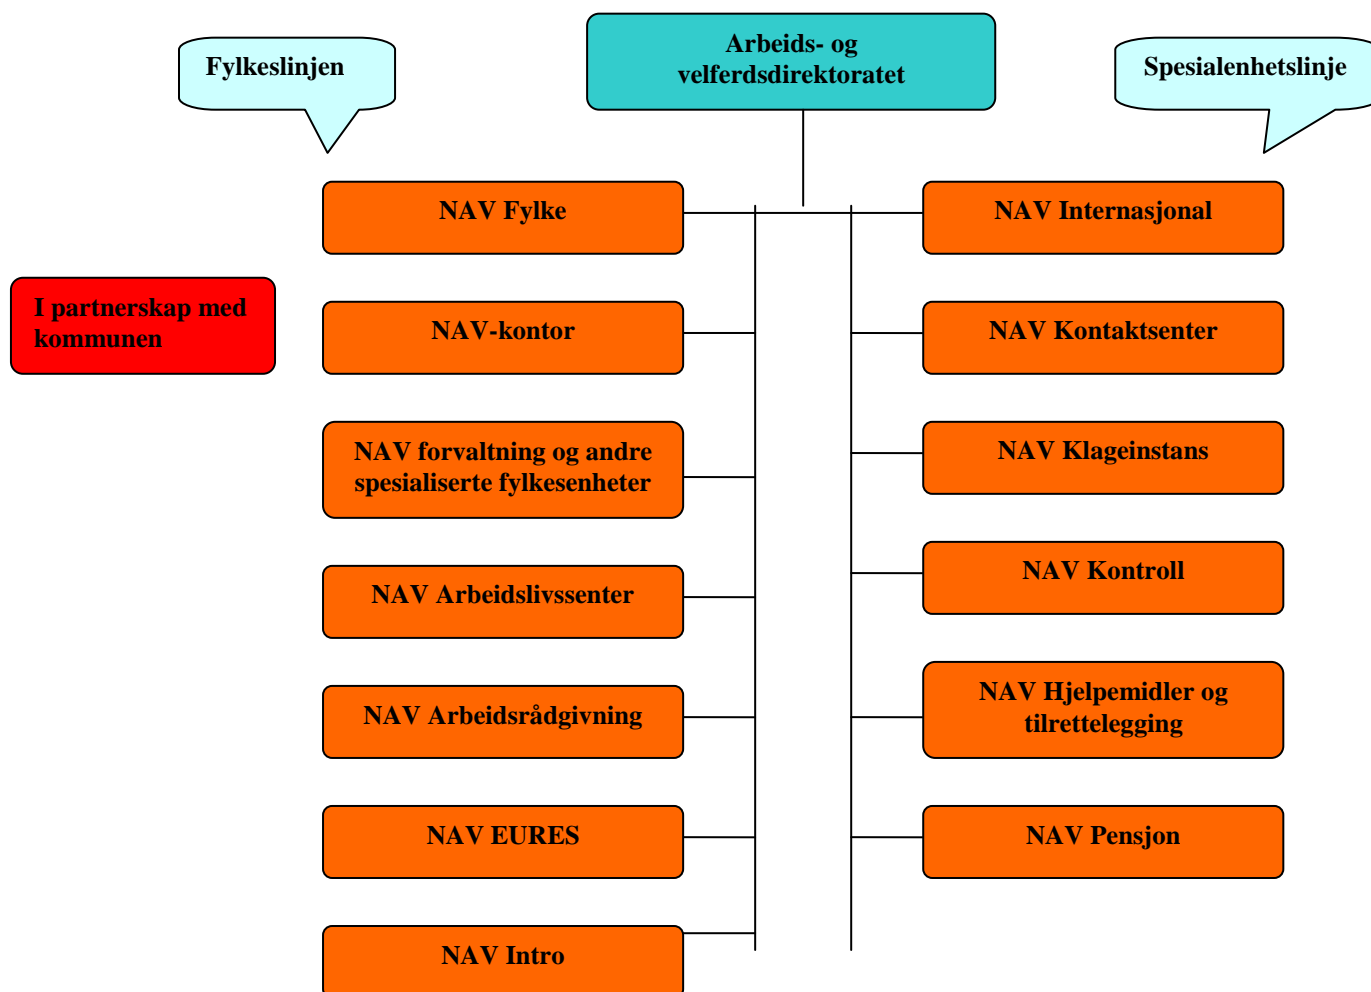 Fylkeslinjen
Arbeids- og
velferdsdirektoratet
Spesialenhetslinje
NAV Fylke
NAV Internasjonal
I partnerskap med
kommunen
NAV-kontor
NAV Kontaktsenter
NAV forvaltning og andre
spesialiserte fylkesenheter
NAV Klageinstans
NAV Arbeidslivssenter
NAV Kontroll
NAV Arbeidsrådgivning
NAV Hjelpemidler og
tilrettelegging
NAV EURES
NAV Pensjon
NAV Intro